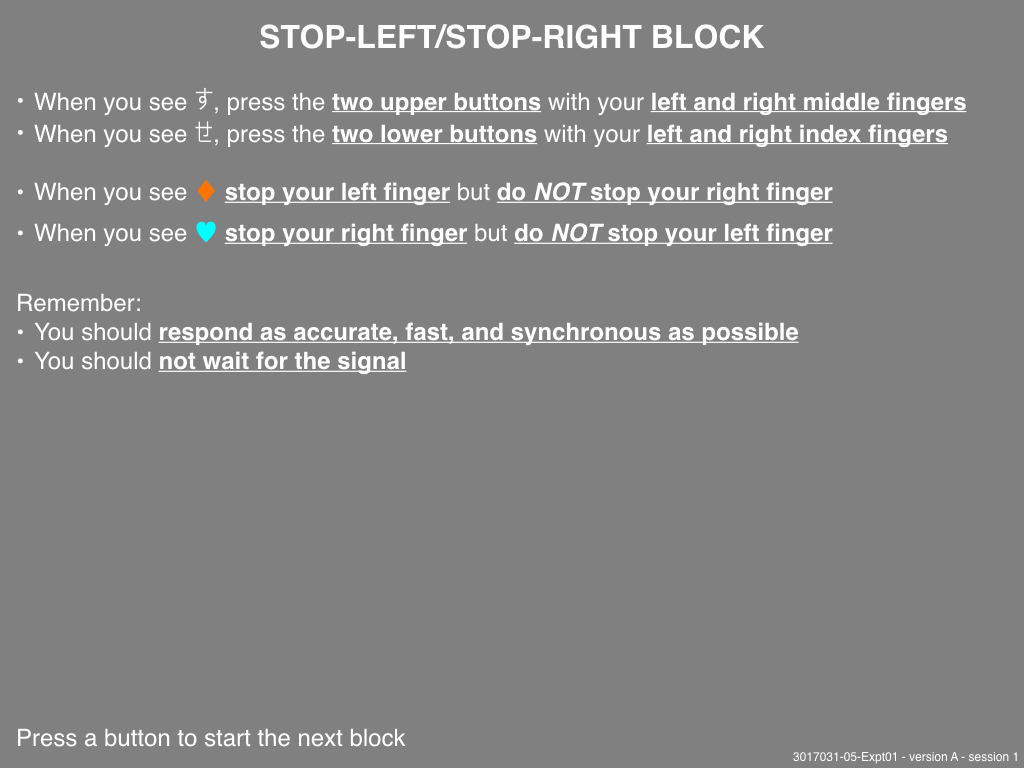 STOP-LEFT/STOP-RIGHT BLOCK
• When you see す, press the two upper buttons with your left and right middle fingers
• When you see せ, press the two lower buttons with your left and right index fingers
• When you see ♦ stop your left finger but do NOT stop your right finger
• When you see ♥ stop your right finger but do NOT stop your left finger
Remember:
• You should respond as accurate, fast, and synchronous as possible
• You should not wait for the signal
Press a button to start the next block
3017031-05-Expt01 - version A - session 1